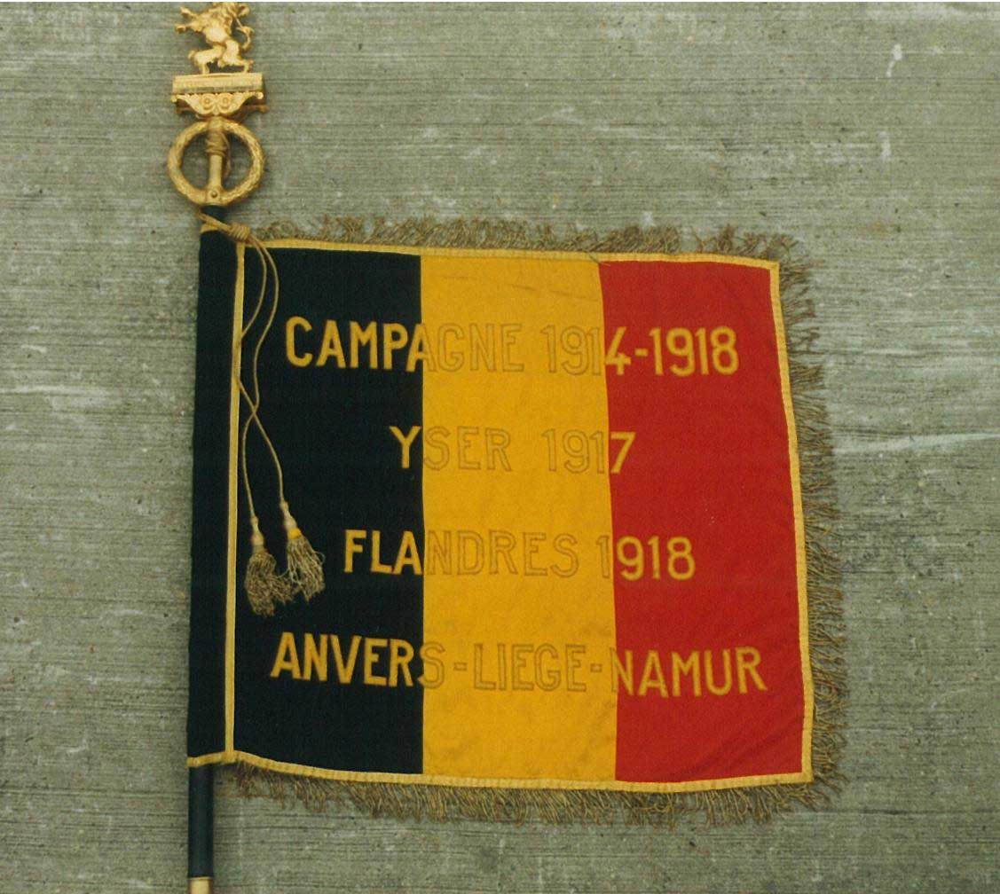 CAMPAGNE 1914-1918
YSER 1917
FLANDRES 1918
ANVERS-LIEGE-NAMUR